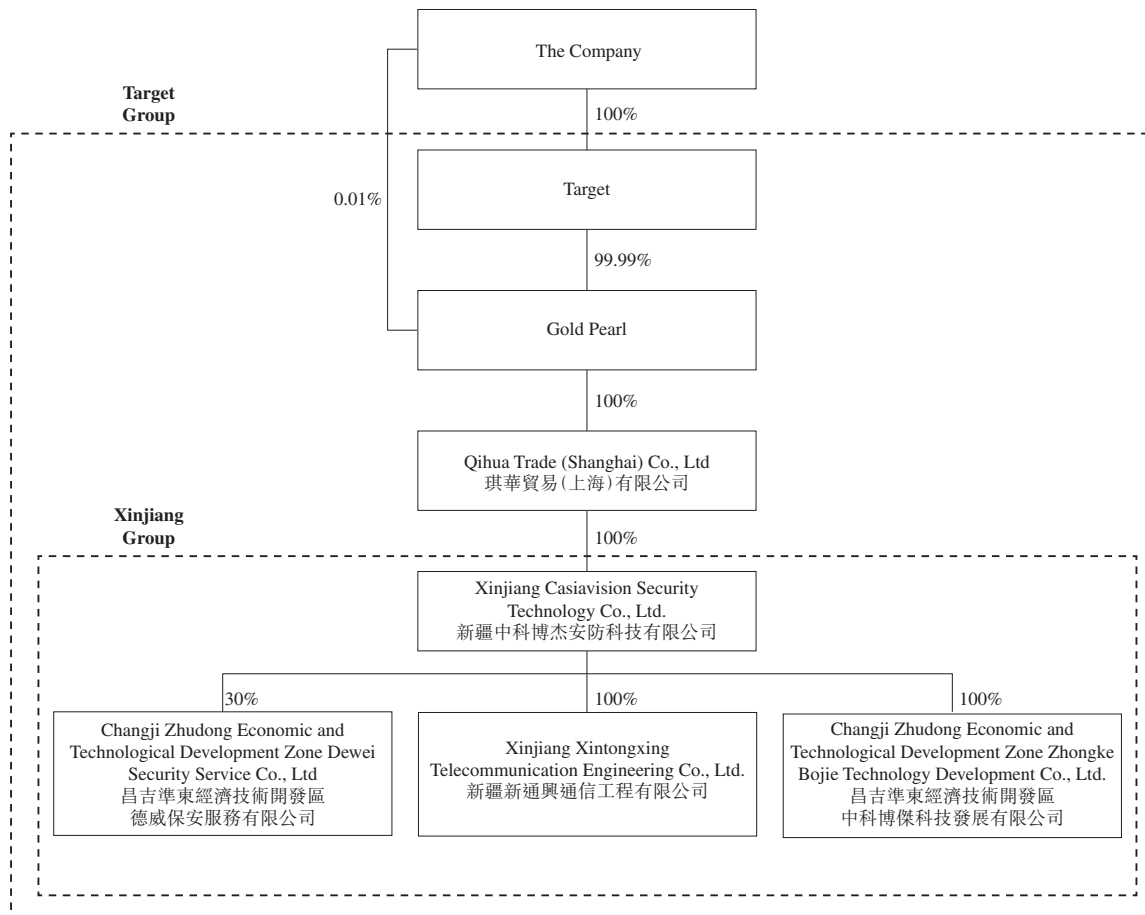 The Company
Target
Group
100%
Target
0.01%
99.99%
Gold Pearl
100%
Qihua Trade (Shanghai) Co., Ltd
琪華貿易(上海)有限公司
Xinjiang
Group
100%
Xinjiang Casiavision Security
Technology Co., Ltd.
新疆中科博杰安防科技有限公司
30%
100%
100%
Changji Zhudong Economic and
Technological Development Zone Dewei
Security Service Co., Ltd
昌吉準東經濟技術開發區
德威保安服務有限公司
Xinjiang Xintongxing
Telecommunication Engineering Co., Ltd.
新疆新通興通信工程有限公司
Changji Zhudong Economic and
Technological Development Zone Zhongke
Bojie Technology Development Co., Ltd.
昌吉準東經濟技術開發區
中科博傑科技發展有限公司